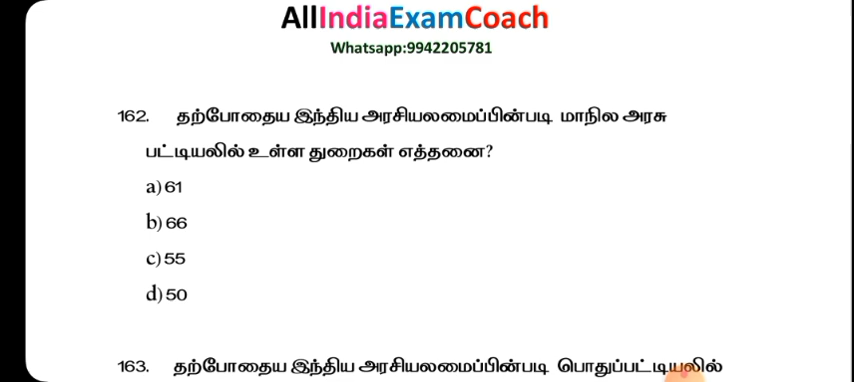 AllIndiaExamCoach
Whatsapp:9942205781
162. தற்போதைய இந்திய அரசியலமைப்பின்படி மாநில அரசு
பட்டியலில் உள்ள துறைகள் எத்தனை?
a) 61
b) 66
c) 55
d) 50
163. தற்போதைய இந்திய அரசியலமைப்பின்படி பொதுப்பட்டியலில்